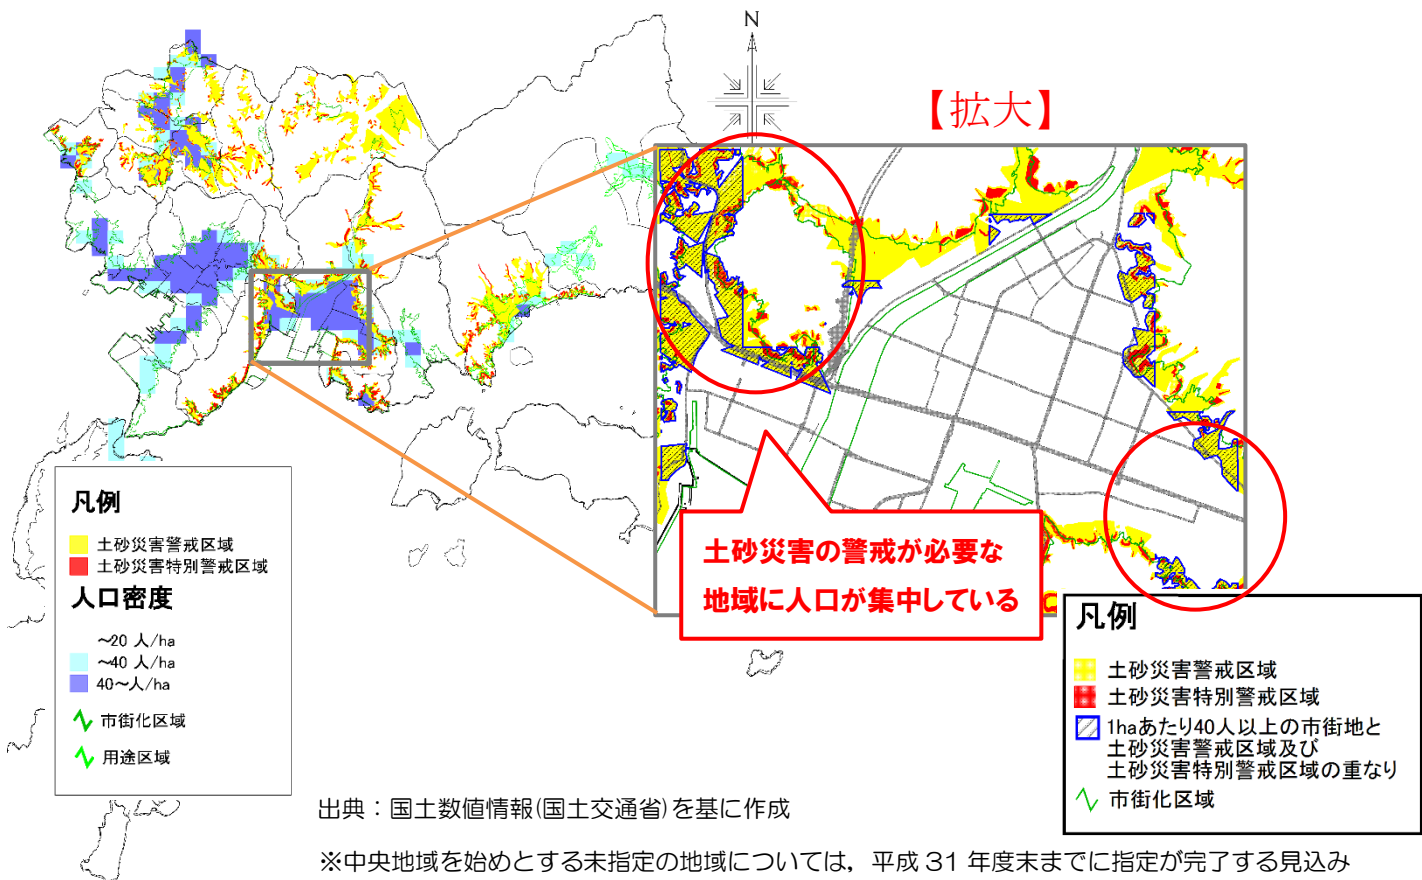 N
【拡大】
土砂災害の警戒が必要な
地域に人口が集中している
凡例
土砂災害警戒区域
土砂災害特別警戒区域
人口密度
～20 人/ha
～40 人/ha
40～人/ha
市街化区域
用途区域
凡例
土砂災害警戒区域
土砂災害特別警戒区域
1haあたり40人以上の市街地と
土砂災害警戒区域及び
土砂災害特別警戒区域の重なり
市街化区域
出典：国土数値情報(国土交通省)を基に作成
※中央地域を始めとする未指定の地域については，平成 31 年度末までに指定が完了する見込み